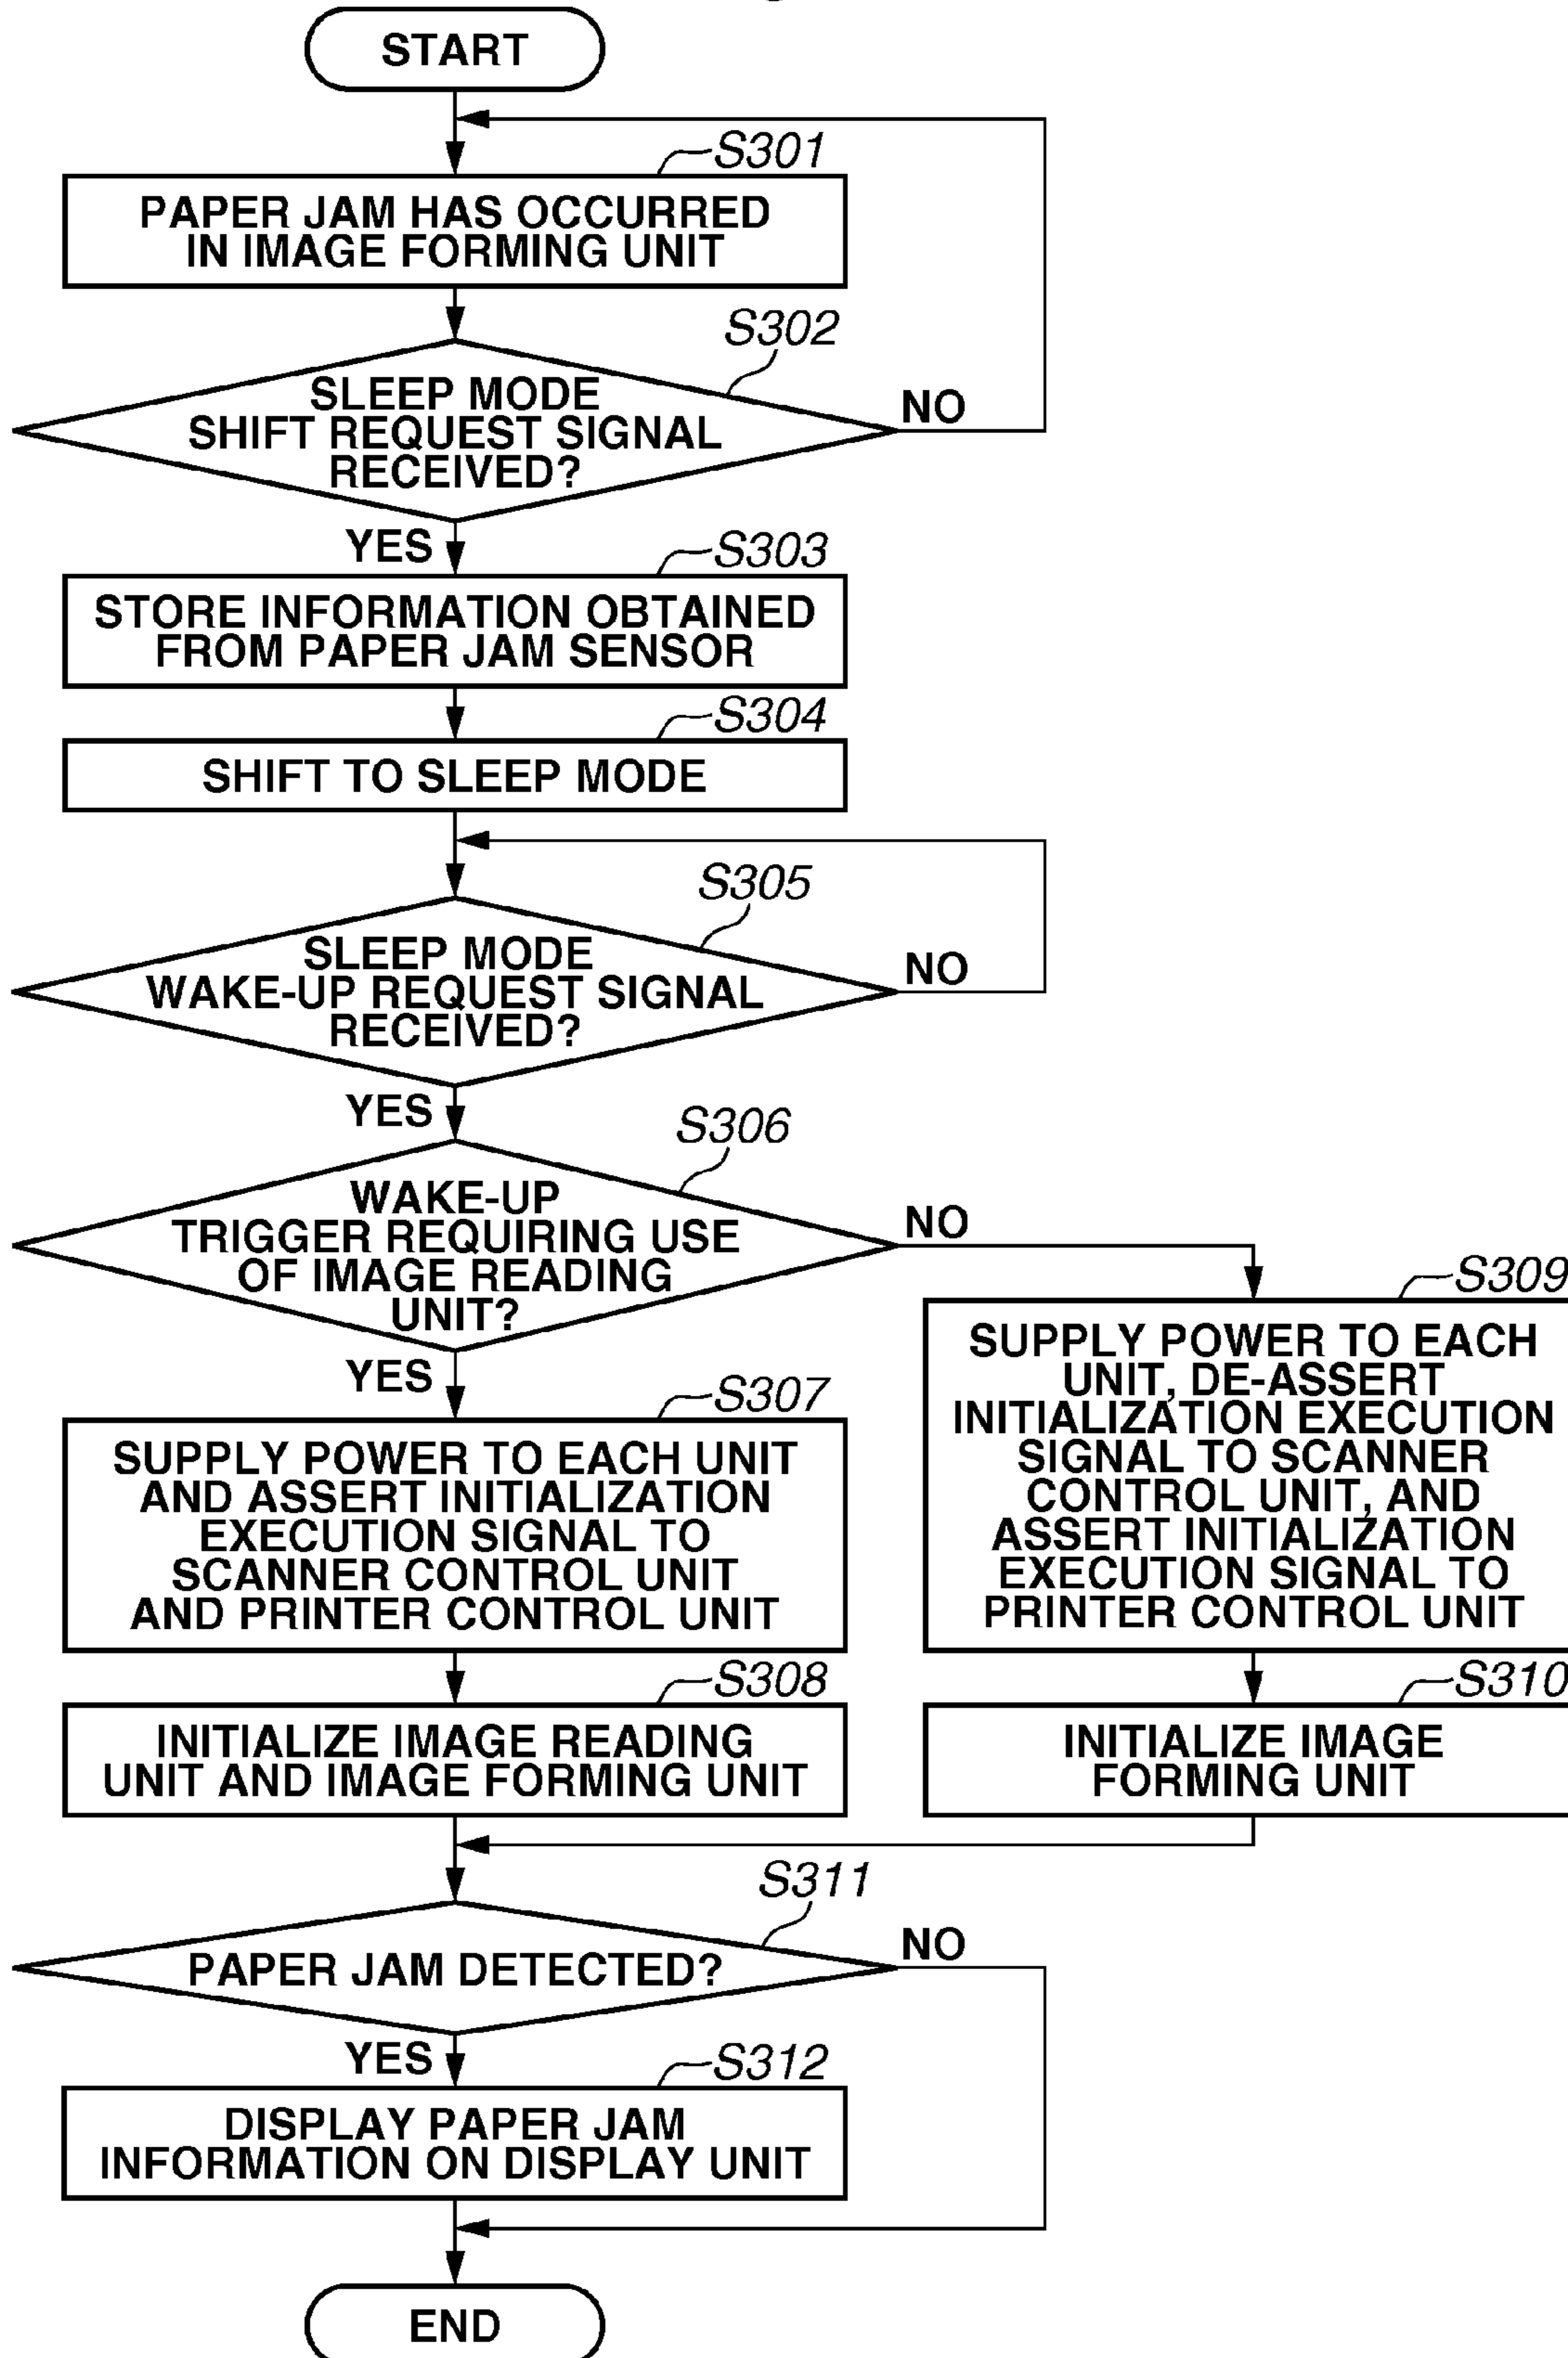 START
S301
PAPER JAM HAS OCCURRED
IN IMAGE FORMING UNIT
S302
SLEEP MODE
SHIFT REQUEST SIGNAL
RECEIVED?
NO
YES
S303
STORE INFORMATION OBTAINED
FROM PAPER JAM SENSOR
S304
SHIFT TO SLEEP MODE
S305
SLEEP MODE
WAKE-UP REQUEST SIGNAL
RECEIVED?
NO
YES
S306
WAKE-UP
TRIGGER REQUIRING USE
OF IMAGE READING
UNIT?
NO
YES
S307
SUPPLY POWER TO EACH UNIT
AND ASSERT INITIALIZATION
EXECUTION SIGNAL TO
SCANNER CONTROL UNIT
AND PRINTER CONTROL UNIT
S309
SUPPLY POWER TO EACH
UNIT, DE-ASSERT
INITIALIZATION EXECUTION
SIGNAL TO SCANNER
CONTROL UNIT, AND
ASSERT INITIALIZATION
EXECUTION SIGNAL TO
PRINTER CONTROL UNIT
S308
INITIALIZE IMAGE READING
UNIT AND IMAGE FORMING UNIT
S310
INITIALIZE IMAGE
FORMING UNIT
S311
PAPER JAM DETECTED?
NO
YES
S312
DISPLAY PAPER JAM
INFORMATION ON DISPLAY UNIT
END